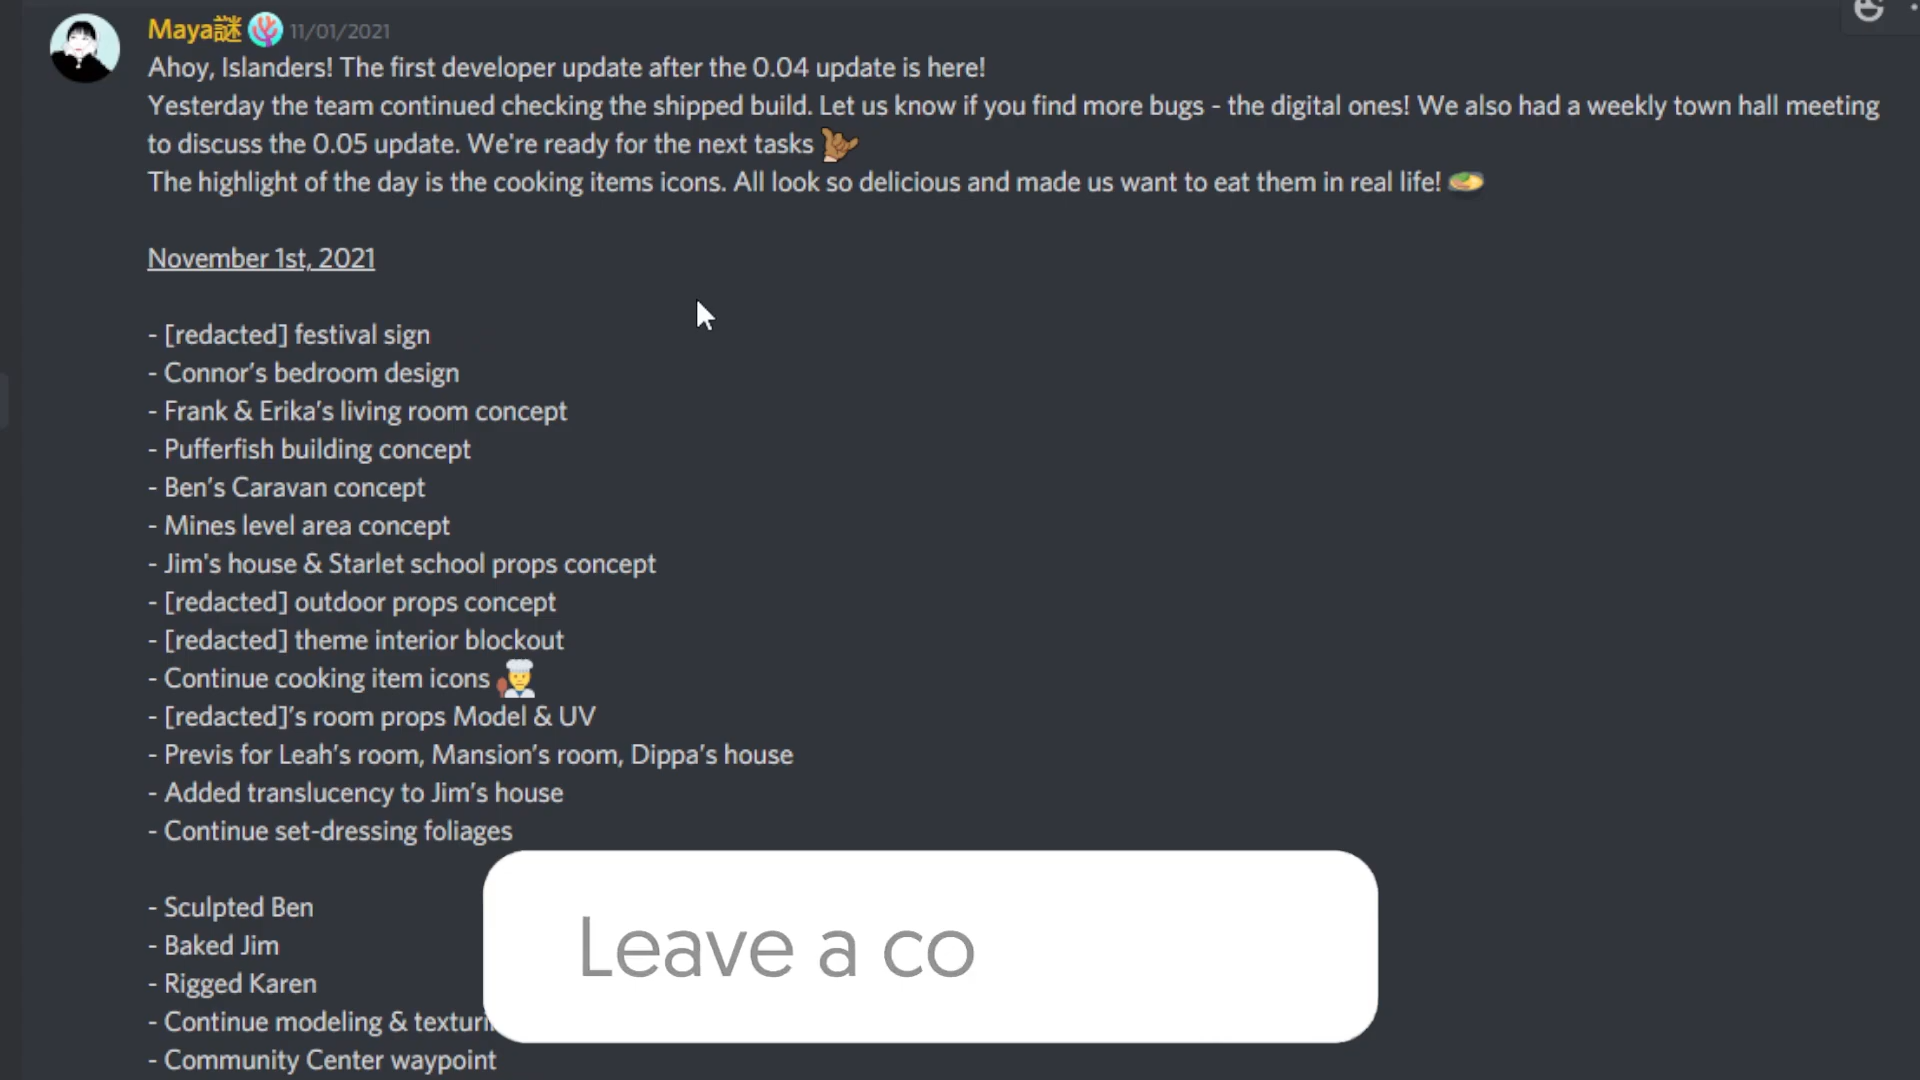 Maya謎 11/01/2021
Ahoy, Islanders! The first developer update after the 0.04 update is here!
Yesterday the team continued checking the shipped build. Let us know if you find more bugs - the digital ones! We also had a weekly town hall meeting
to discuss the 0.05 update. We're ready for the next tasks
The highlight of the day is the cooking items icons. All look so delicious and made us want to eat them in real life!
November 1st, 2021
- [redacted] festival sign
- Connor’s bedroom design
- Frank & Erika’s living room concept
- Pufferfish building concept
- Ben’s Caravan concept
- Mines level area concept
- Jim's house & Starlet school props concept
- [redacted] outdoor props concept
- [redacted] theme interior blockout
- Continue cooking item icons
- [redacted]’s room props Model & UV
- Previs for Leah’s room, Mansion’s room, Dippa’s house
- Added translucency to Jim’s house
- Continue set-dressing foliages
- Sculpted Ben
- Baked Jim
- Rigged Karen
- Continue modeling &
- Community Center waypoint
Leave a co